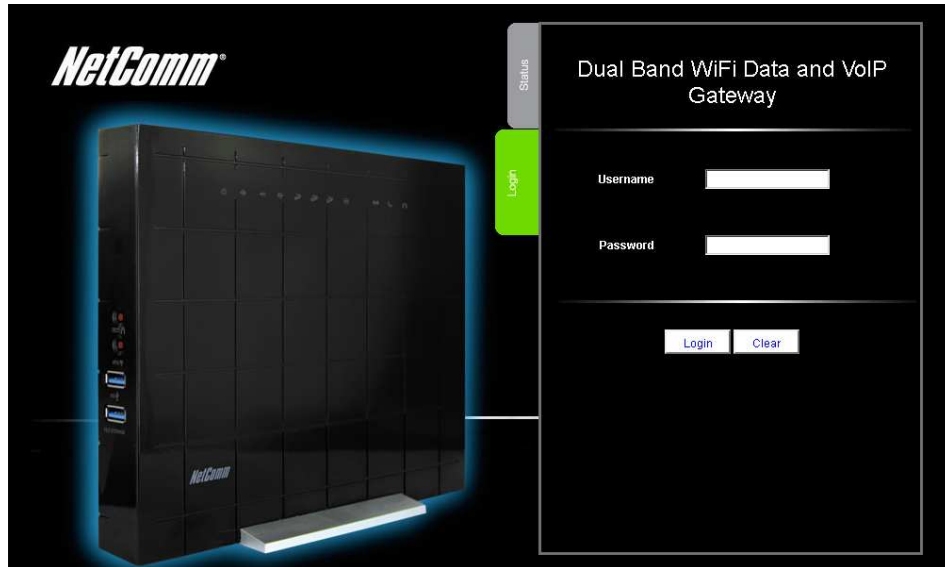 NetComm®
Status
Login
Dual Band WiFi Data and VoIP
Gateway
Username
Password
Login Clear
NetComm